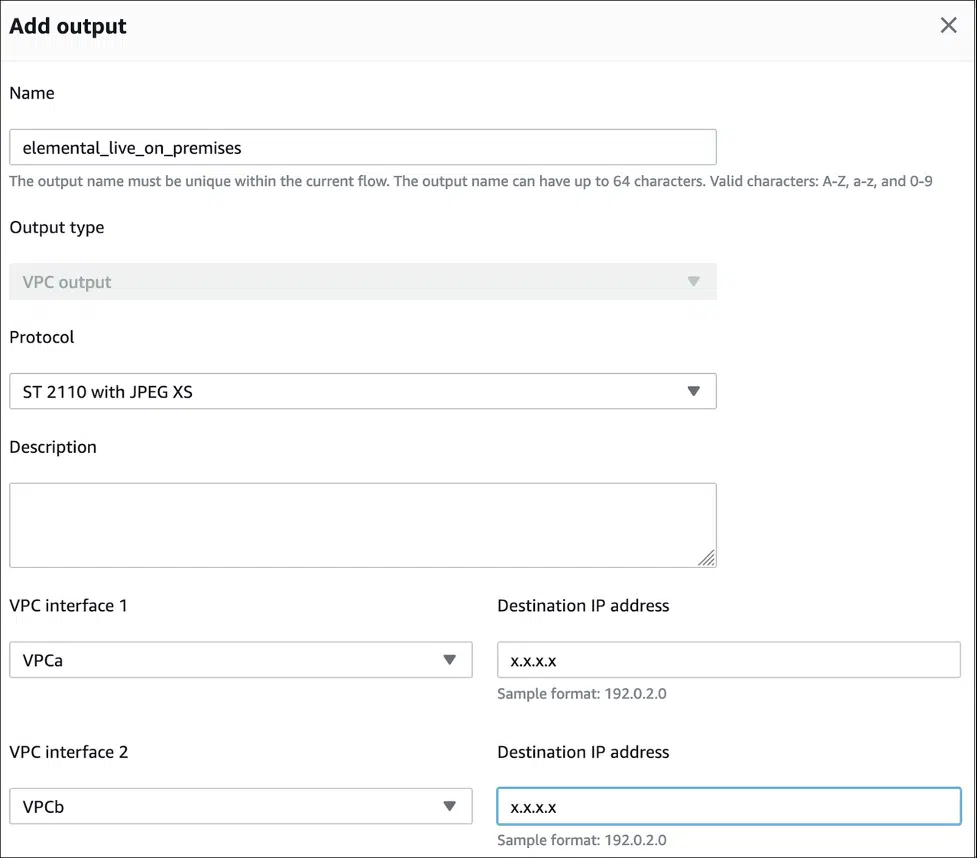 Add output
Name
elemental_live_on_premises
The output name must be unique within the current flow. The output name can have up to 64 characters. Valid characters: A-Z, a-z, and 0-9
Output type
VPC output
Protocol
ST 2110 with JPEG XS
Description
VPC interface 1
Destination IP address
VPCa
x.x.x.x
Sample format: 192.0.2.0
VPC interface 2
Destination IP address
VPCb
x.x.x.x
Sample format: 192.0.2.0